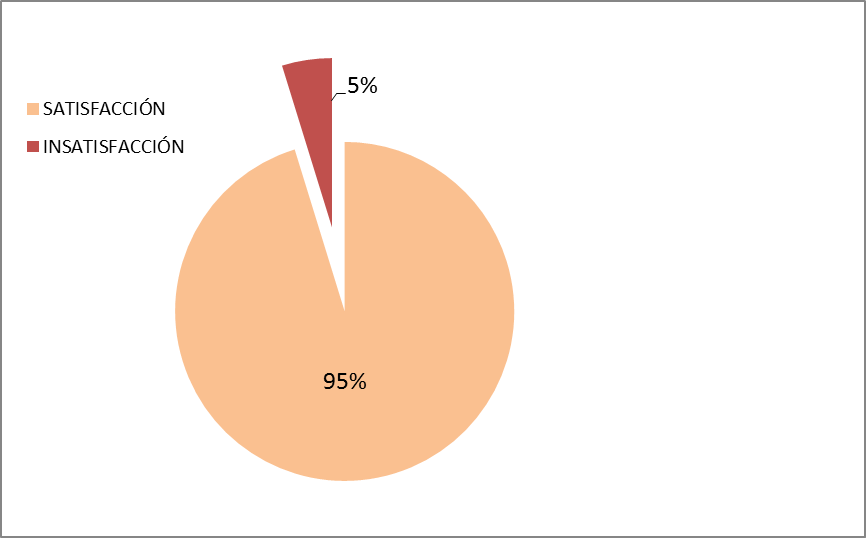 5%
SATISFACCIÓN
INSATISFACCIÓN
95%